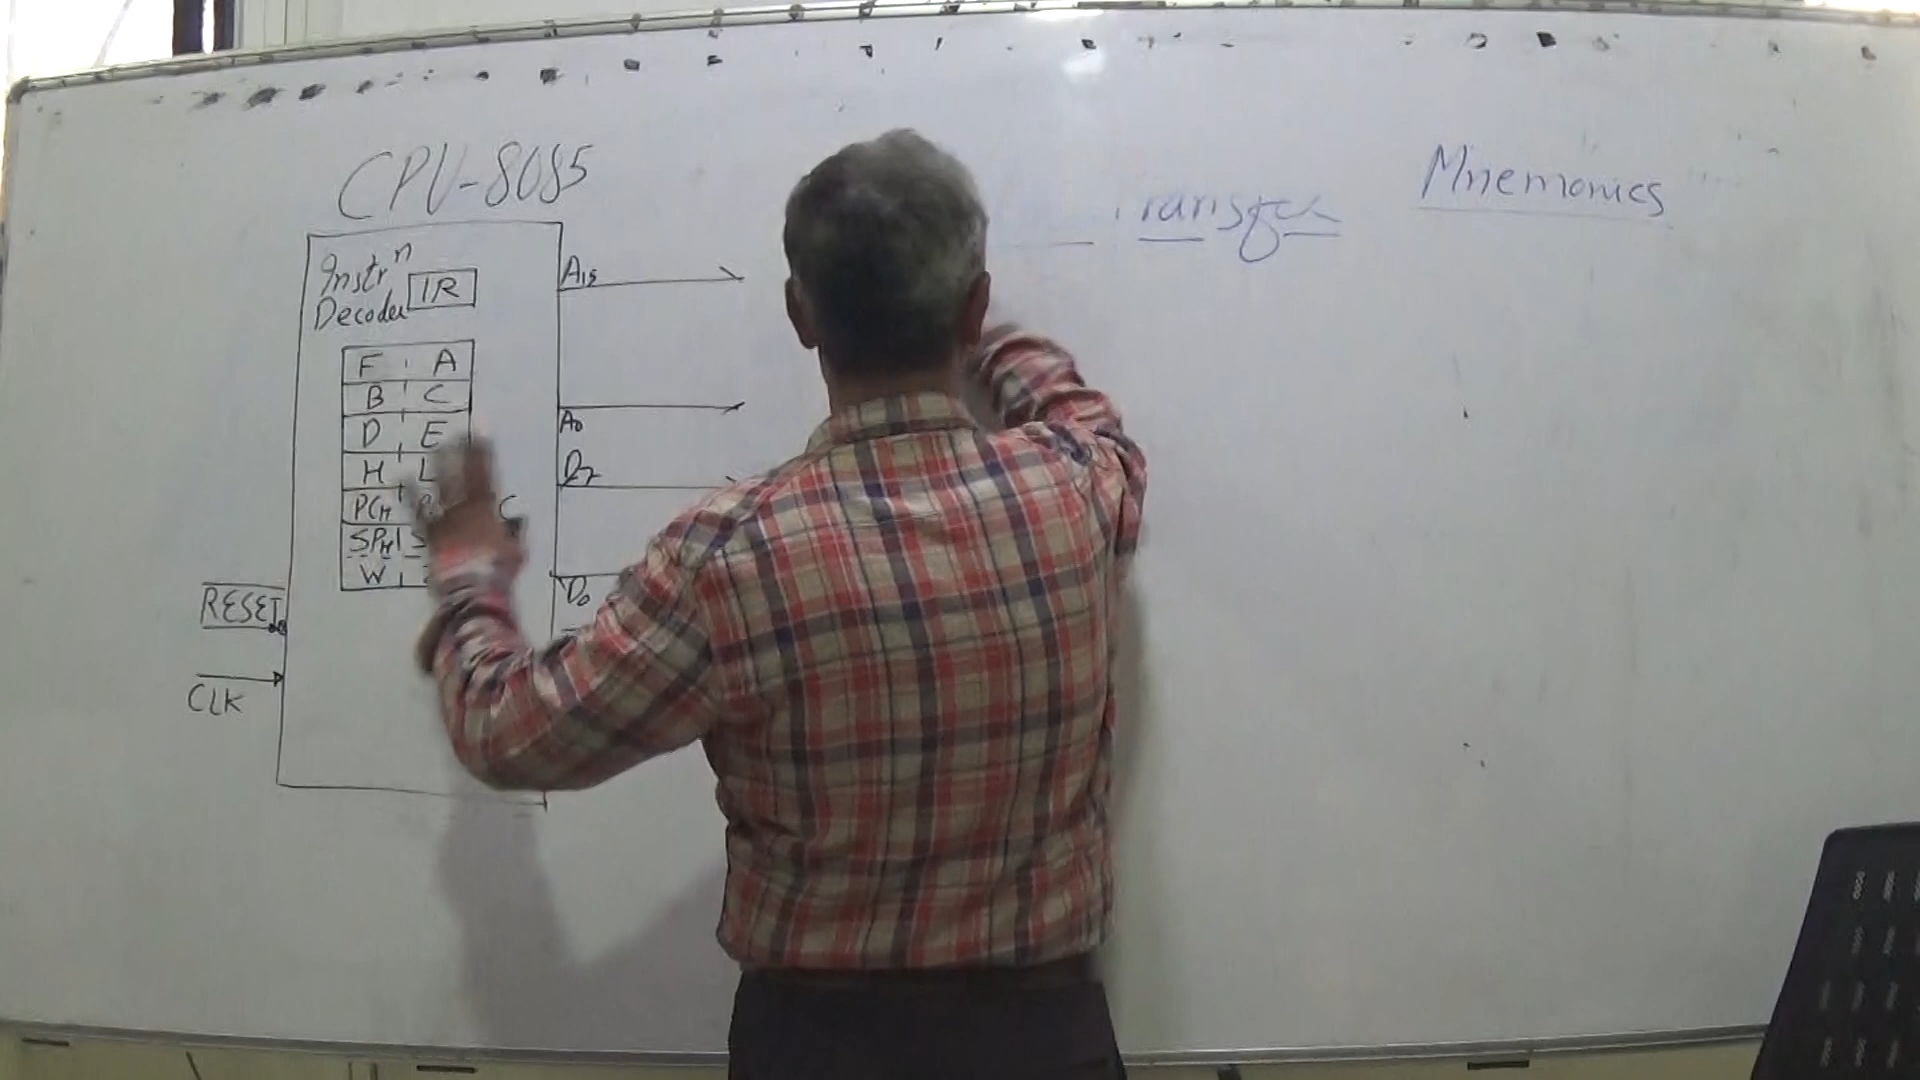 CPU-8085
Mnemonics
Transfer
Instrn
Decoder IR
A15
F A
B C
A0
D E
D7
H L
PCH
SPH
W
D0
RESET
CLK